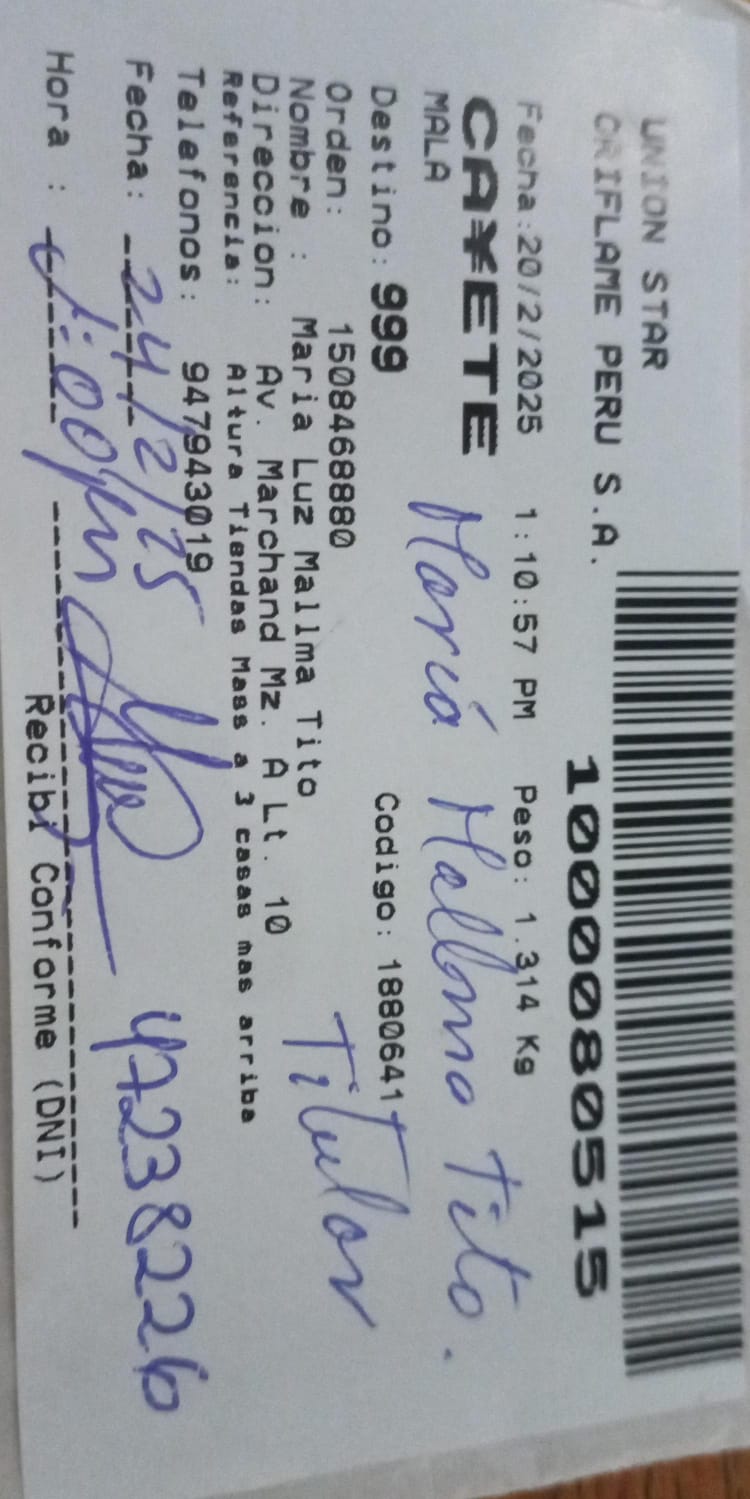 UNION STAR
ORIFLAME PERU S.A.
1000080515
Fecha:20/2/2025 1:10:57 PM Peso: 1.314 Kg
CA¥ETE
MALA
María Mallma Tito.
Destino: 999 Codigo: 1880641
Orden: 1508468880
Titular
Nombre : Maria Luz Mallma Tito
Direccion: Av. Marchand Mz. A Lt. 10
Referencia: Altura Tiendas Mass a 3 casas mas arriba
Telefonos: 947943019
Fecha: 24/2/25
47238226
Hora : :00pm
Recibi Conforme (DNI)